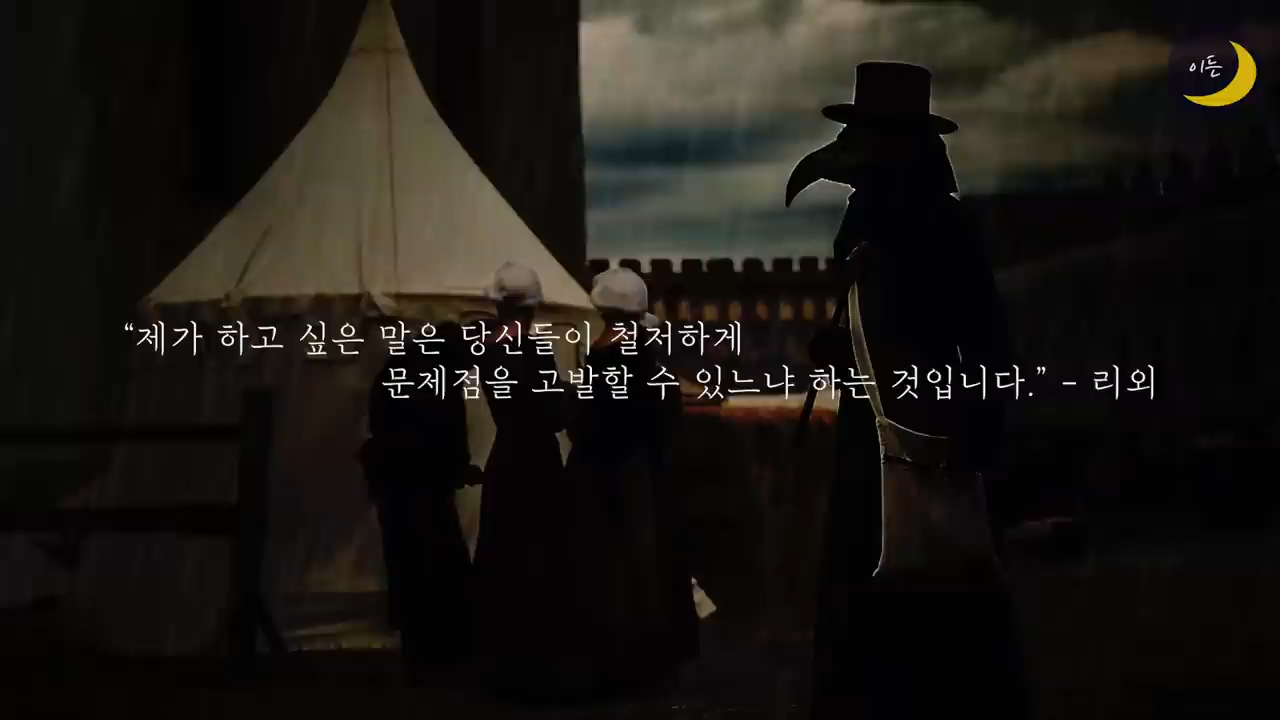 이든
“제가 하고 싶은 말은 당신들이 철저하게
문제점을 고발할 수 있느냐 하는 것입니다.” - 리외